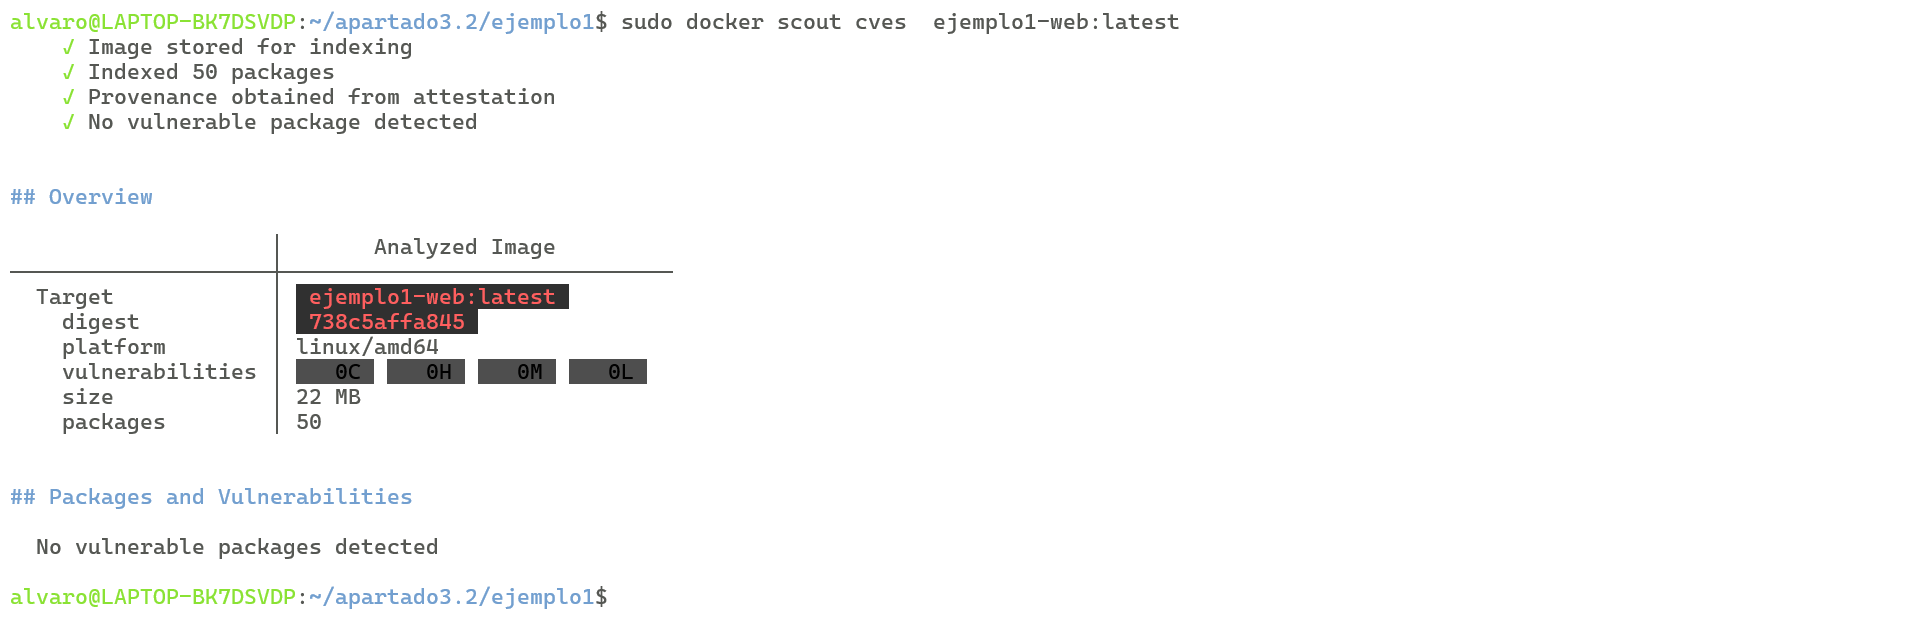 alvaro@LAPTOP-BK7DSVDP:~/apartado3.2/ejemplo1$ sudo docker scout cves  ejemplo1-web:latest
✓ Image stored for indexing
✓ Indexed 50 packages
✓ Provenance obtained from attestation
✓ No vulnerable package detected
## Overview
Analyzed Image
Target ejemplo1-web:latest
digest 738c5affa845
platform linux/amd64
vulnerabilities 0C 0H 0M 0L
size 22 MB
packages 50
## Packages and Vulnerabilities
No vulnerable packages detected
alvaro@LAPTOP-BK7DSVDP:~/apartado3.2/ejemplo1$